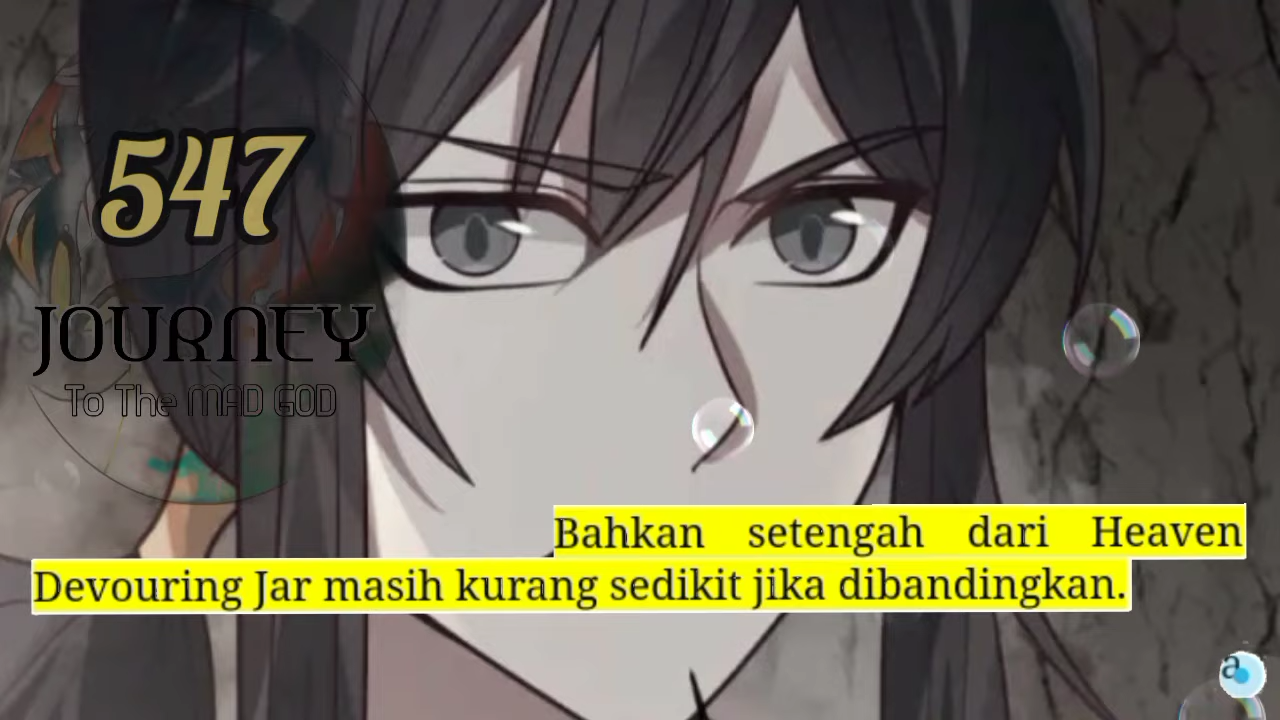 547
JOURNEY
To The MAD GOD
Bahkan setengah dari Heaven
Devouring Jar masih kurang sedikit jika dibandingkan.
a